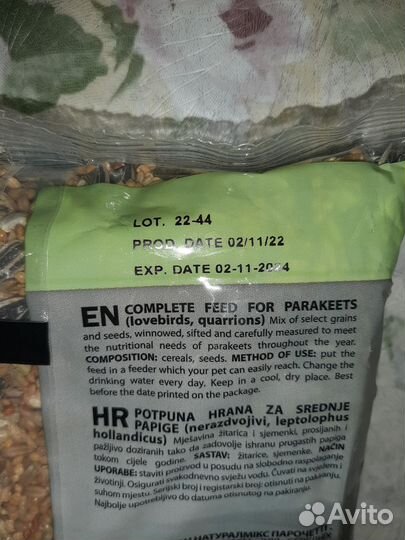 LOT. 22-44
PROD. DATE 02/11/22
EXP. DATE 02-11-2024
EN COMPLETE FEED FOR PARAKEETS
(lovebirds, quarrions) Mix of select grains
and seeds, winnowed, sifted and carefully measured to meet
the nutritional needs of parakeets throughout the year.
COMPOSITION: cereals, seeds. METHOD OF USE: put the
feed in a feeder which your pet can easily reach. Change the
drinking water every day. Keep in a cool, dry place. Best
before the date printed on the package.
HR POTPUNA HRANA ZA SREDNJE
PAPIGE (nerazdvojivi, leptolophus
hollandicus) Mješavina žitarica i sjemenki, prosijanih i
pažljivo doziranih tako da zadovolje ishranu prugastih papiga
tokom cijele godine. SASTAV: žitarice, sjemenke. NAČIN
UPORABE: staviti proizvod u posudu na slobodno raspolaganje
životinji. Osigurati svakodnevno svježu vodu. Čuvati na svježem i
suhom mjestu. Serijski broj i registarski broj otisnuti na pakiranju.
Najbolje upotrebljivo do datuma otisnutog na pakiranju.
НАТУРАЛМІКС ПАРОЧЕТІ
Avito